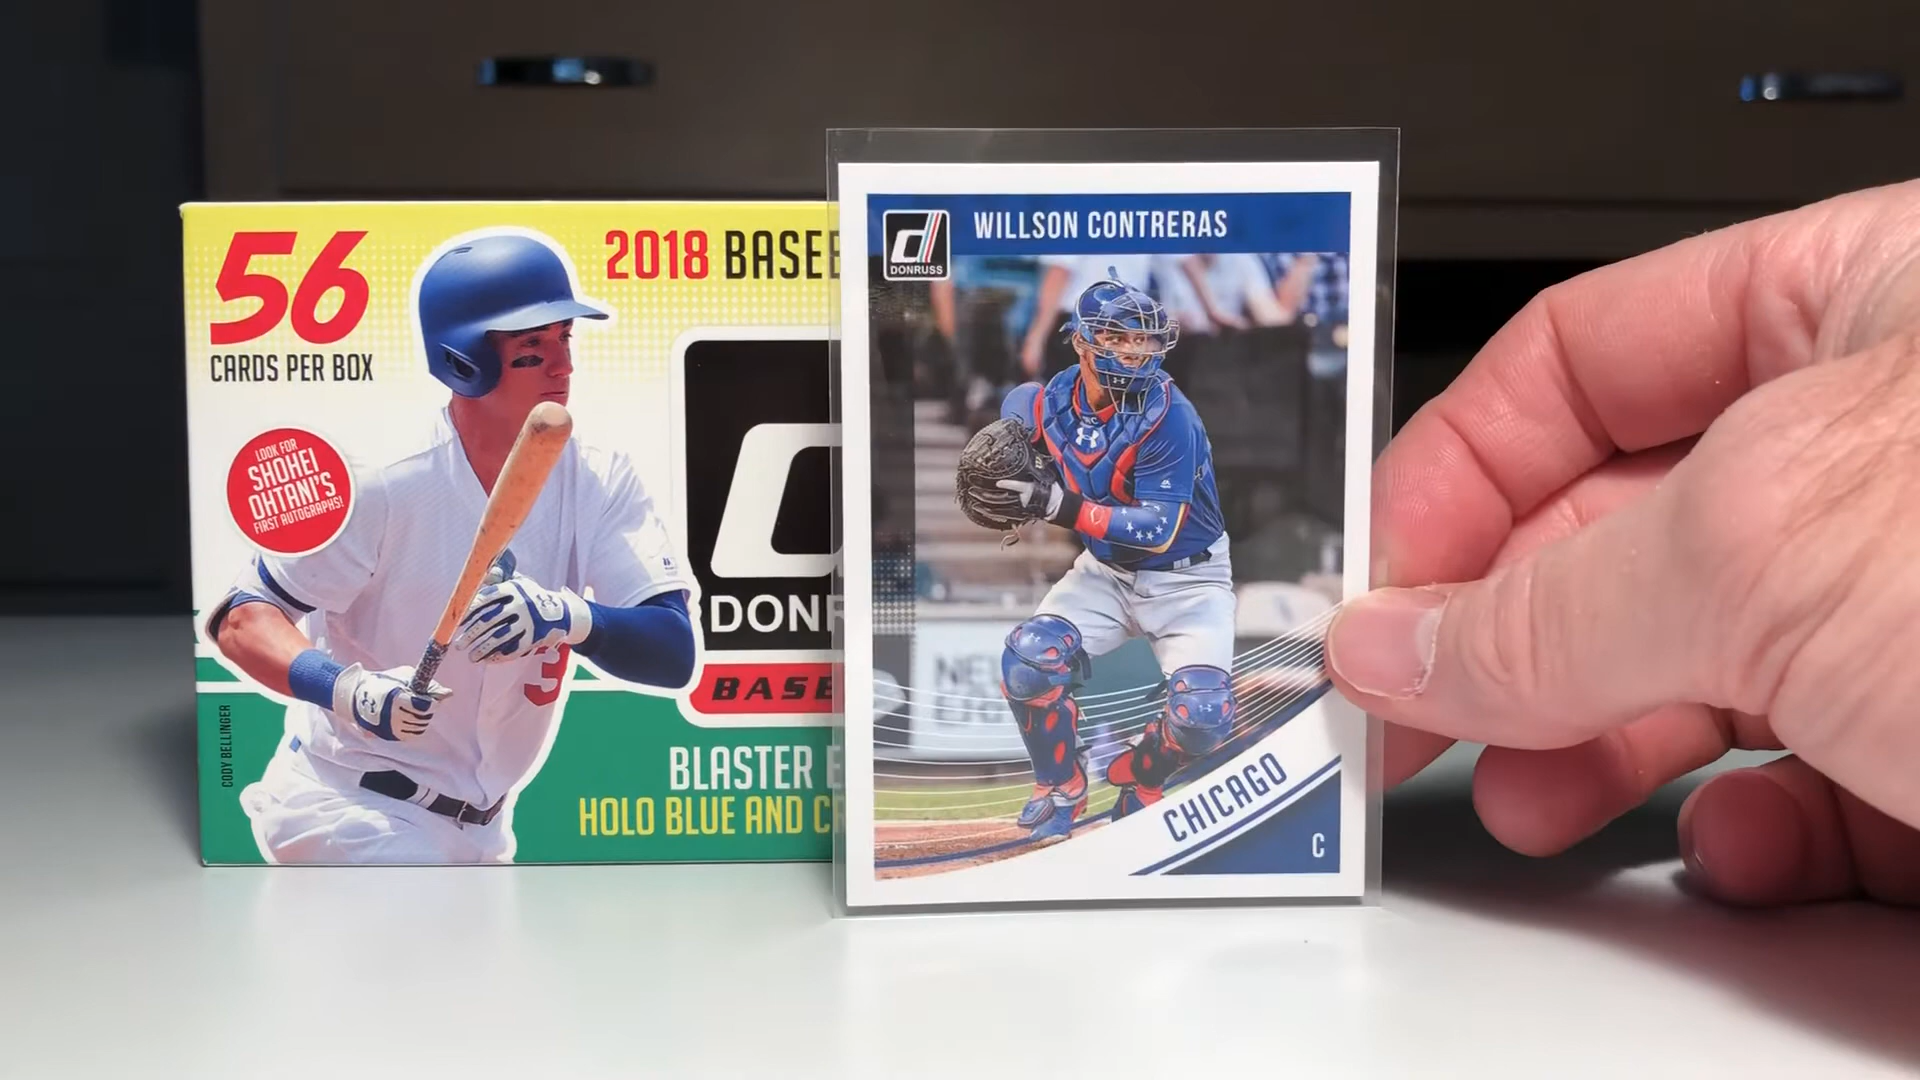 56
CARDS PER BOX
2018 BASEB
LOOK FOR
SHOHEI
OHTANI'S
FIRST AUTOGRAPHS!
DONR
BASE
BLASTER E
HOLO BLUE AND C
CODY BELLINGER
3
DONRUSS
WILLSON CONTRERAS
CHICAGO
C